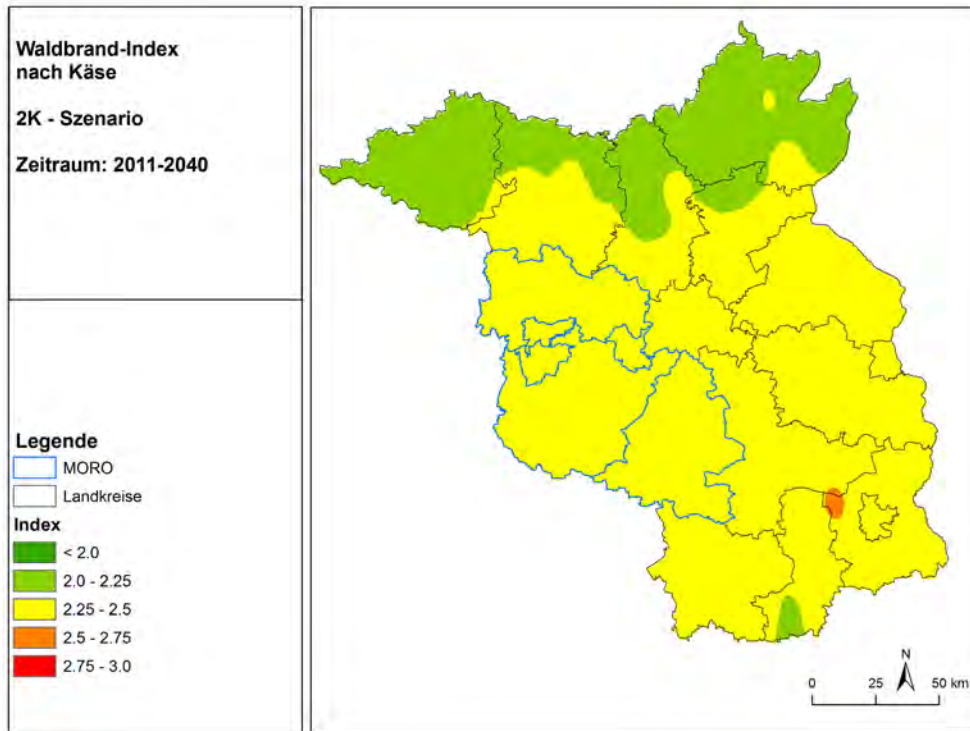 Waldbrand-Index
nach Käse
2K - Szenario
Zeitraum: 2011-2040
Legende
MORO
Landkreise
Index
< 2.0
2.0 - 2.25
2.25 - 2.5
2.5 - 2.75
2.75 - 3.0
N
0 25 50 km